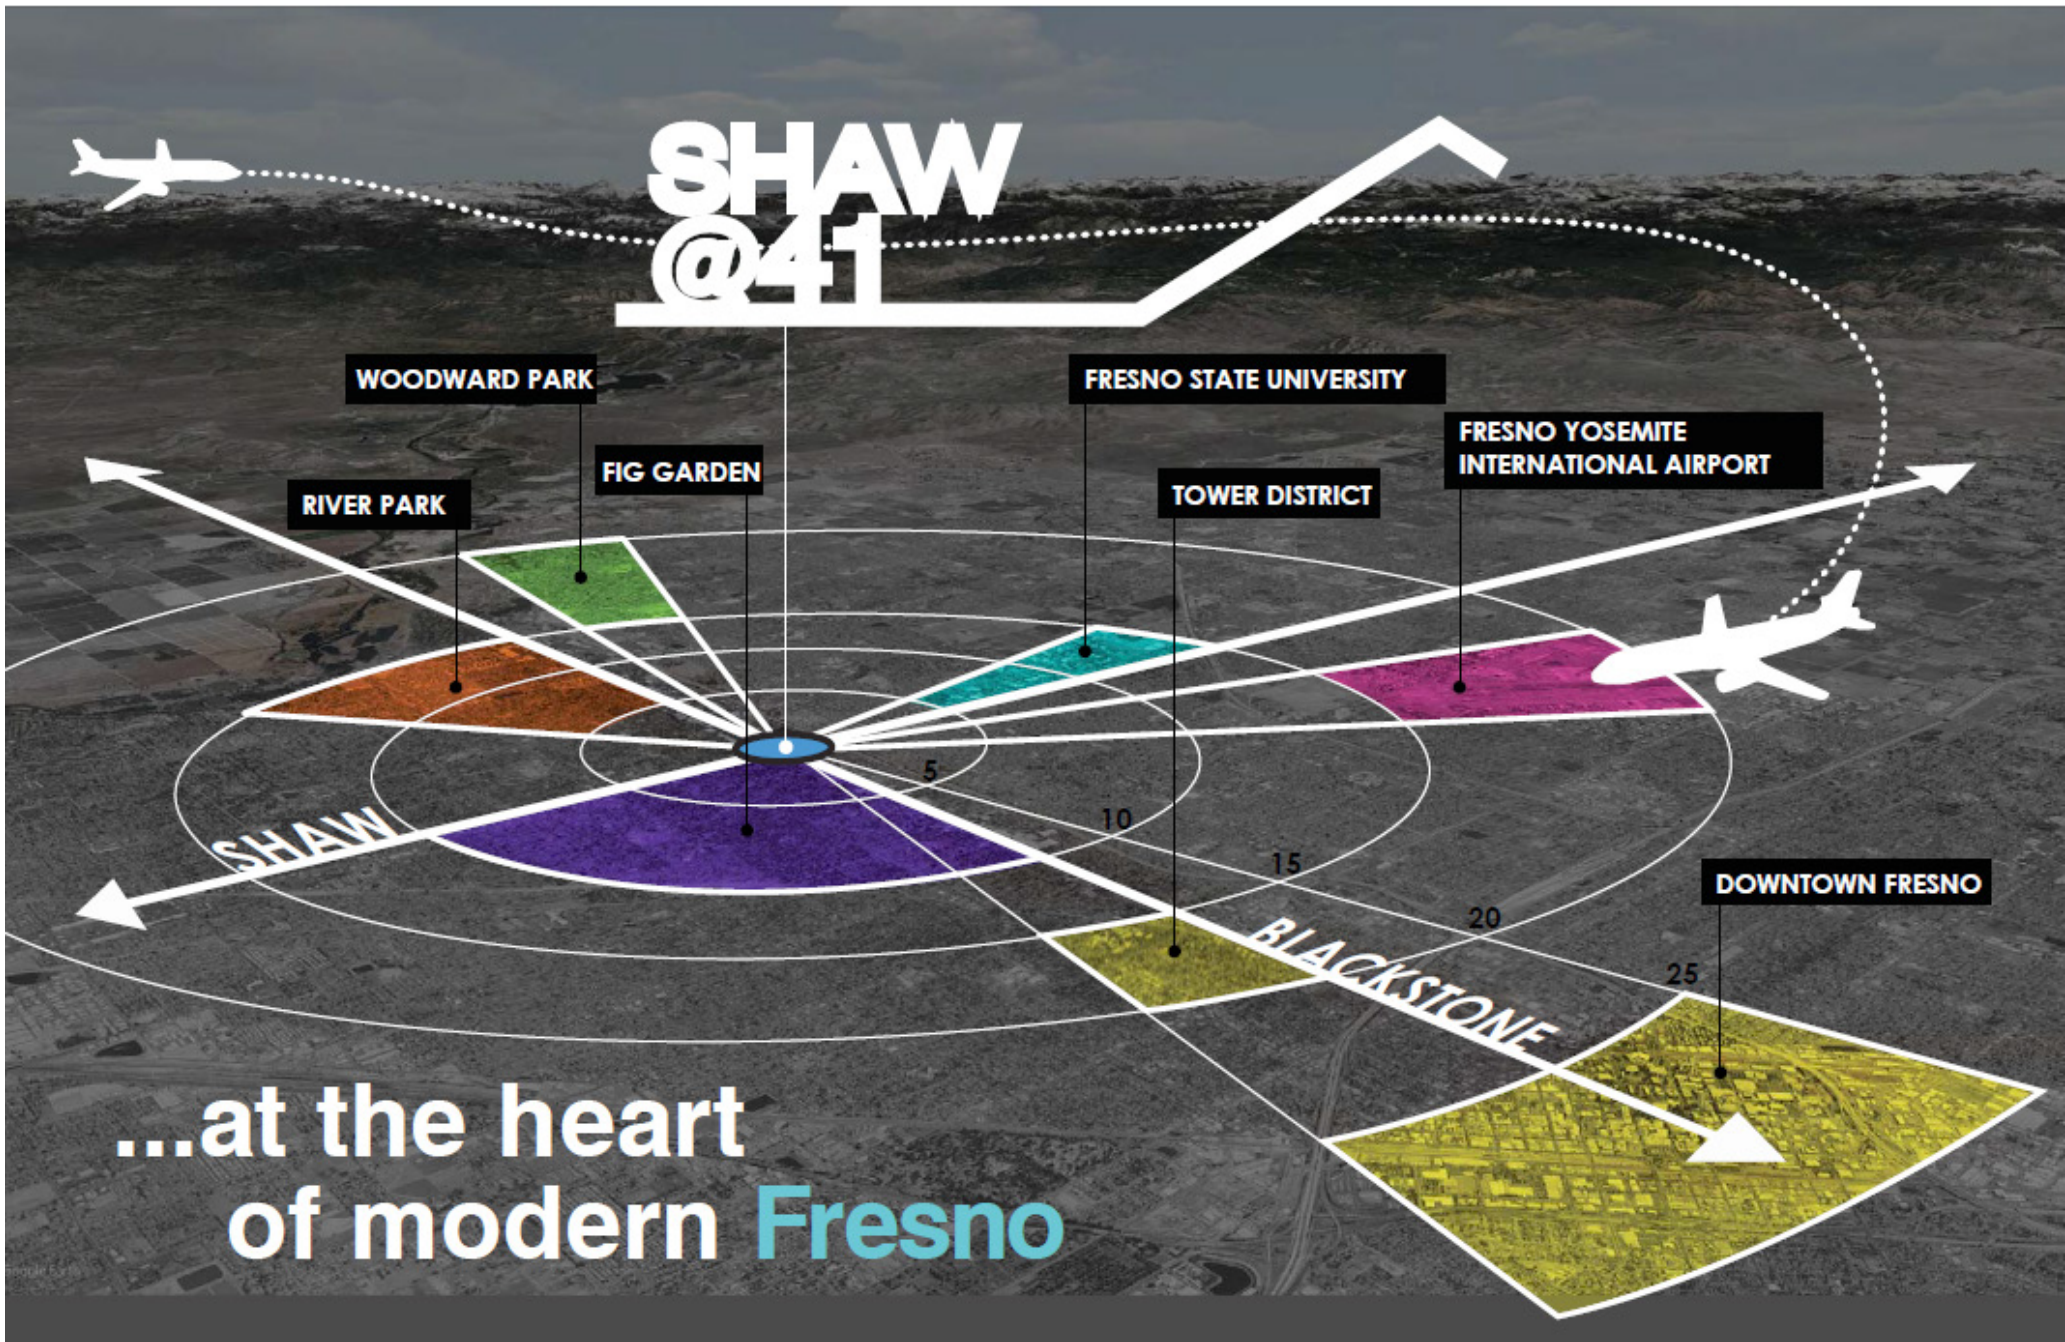 SHAW
@41
WOODWARD PARK
FRESNO STATE UNIVERSITY
FRESNO YOSEMITE
INTERNATIONAL AIRPORT
FIG GARDEN
TOWER DISTRICT
RIVER PARK
5
10
SHAW
15
DOWNTOWN FRESNO
20
BLACKSTONE
25
...at the heart
of modern Fresno